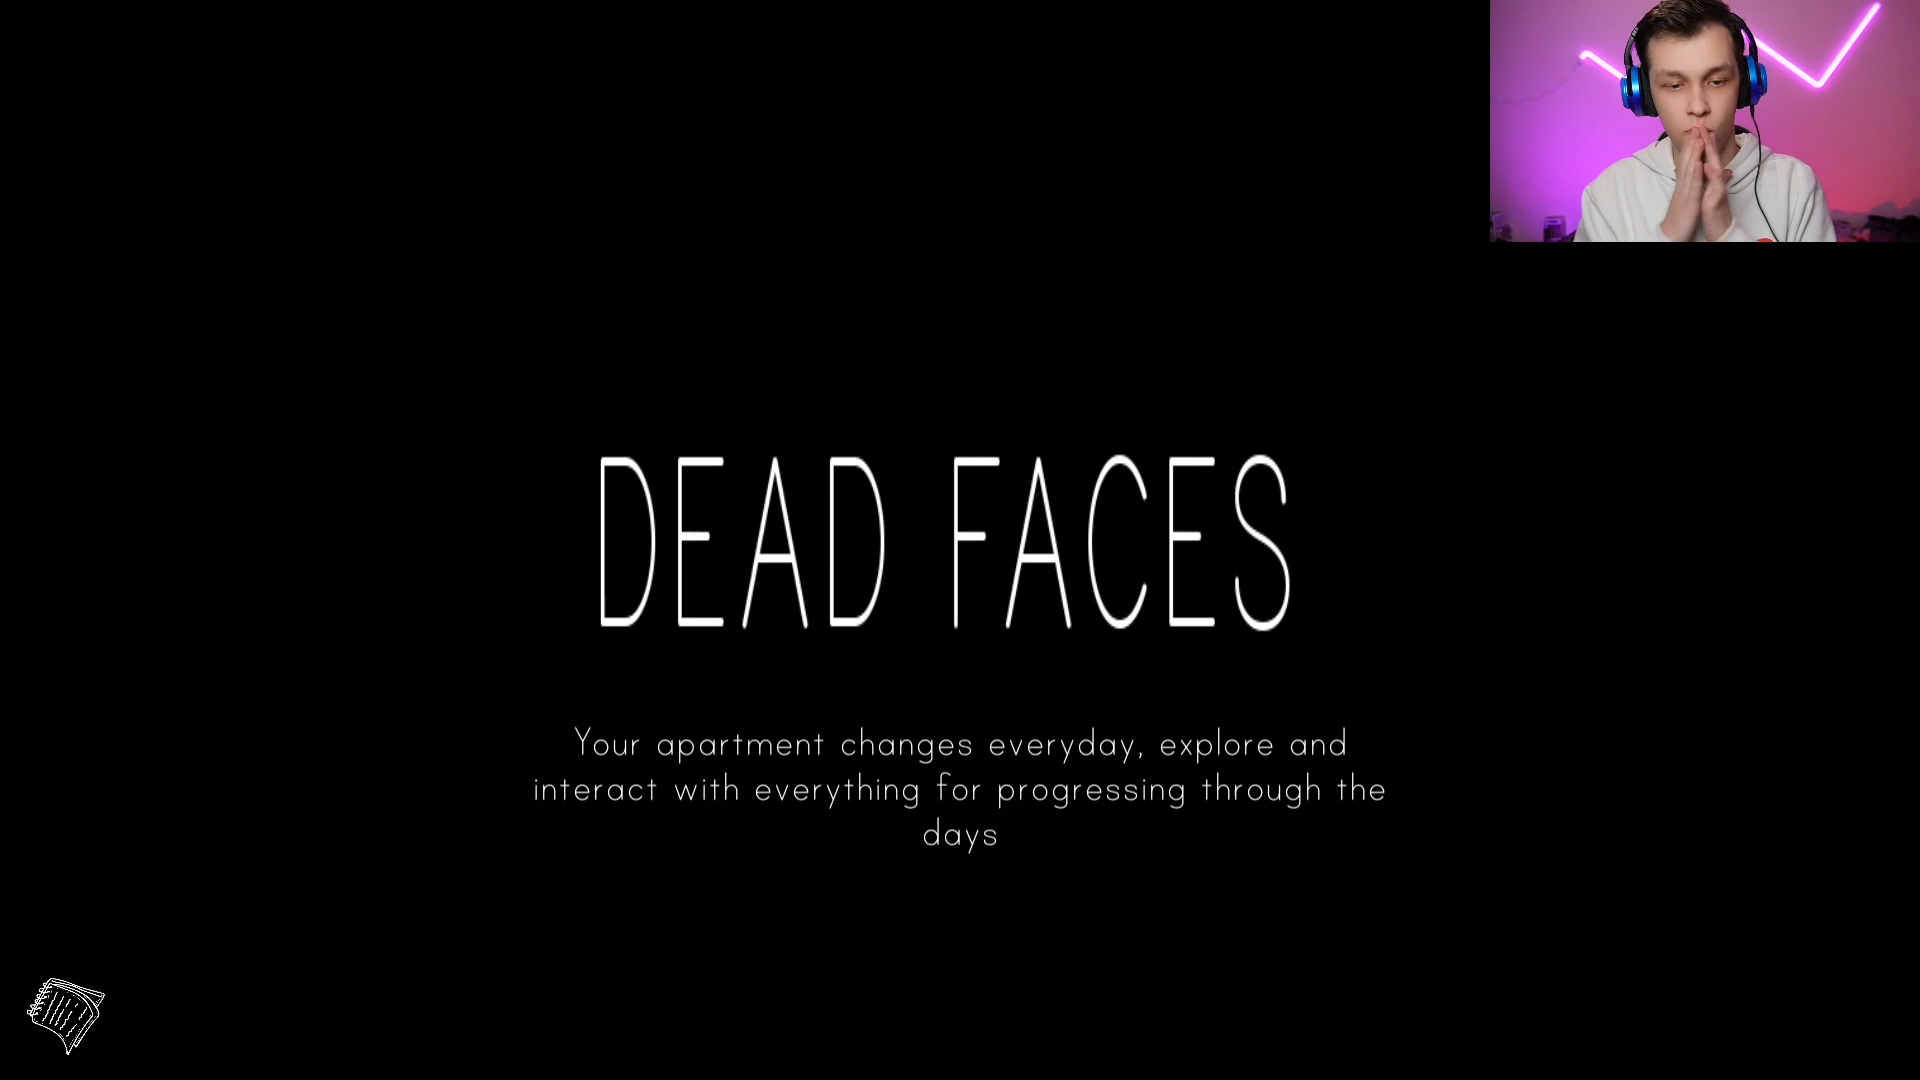 DEAD FACES
Your apartment changes everyday, explore and
interact with everything for progressing through the
days